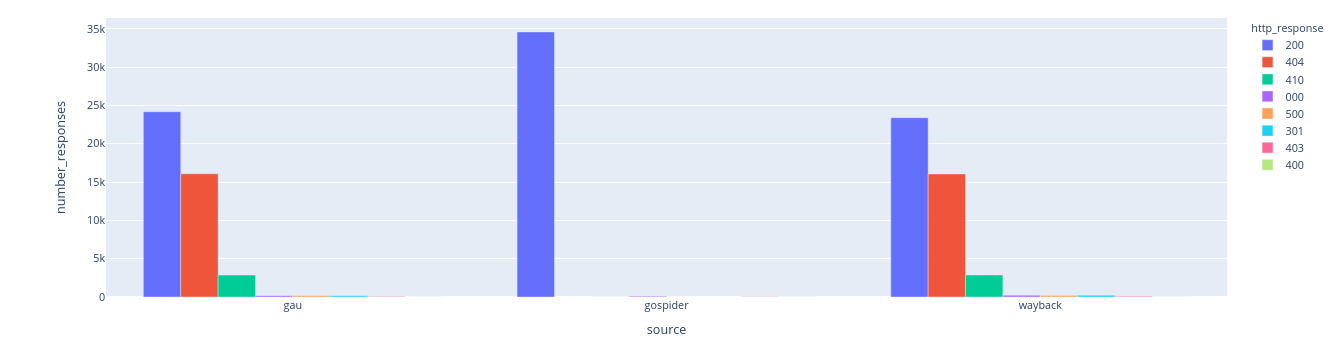 number_responses
35k
30k
25k
20k
15k
10k
5k
0
gau
gospider
wayback
source
http_response
200
404
410
000
500
301
403
400